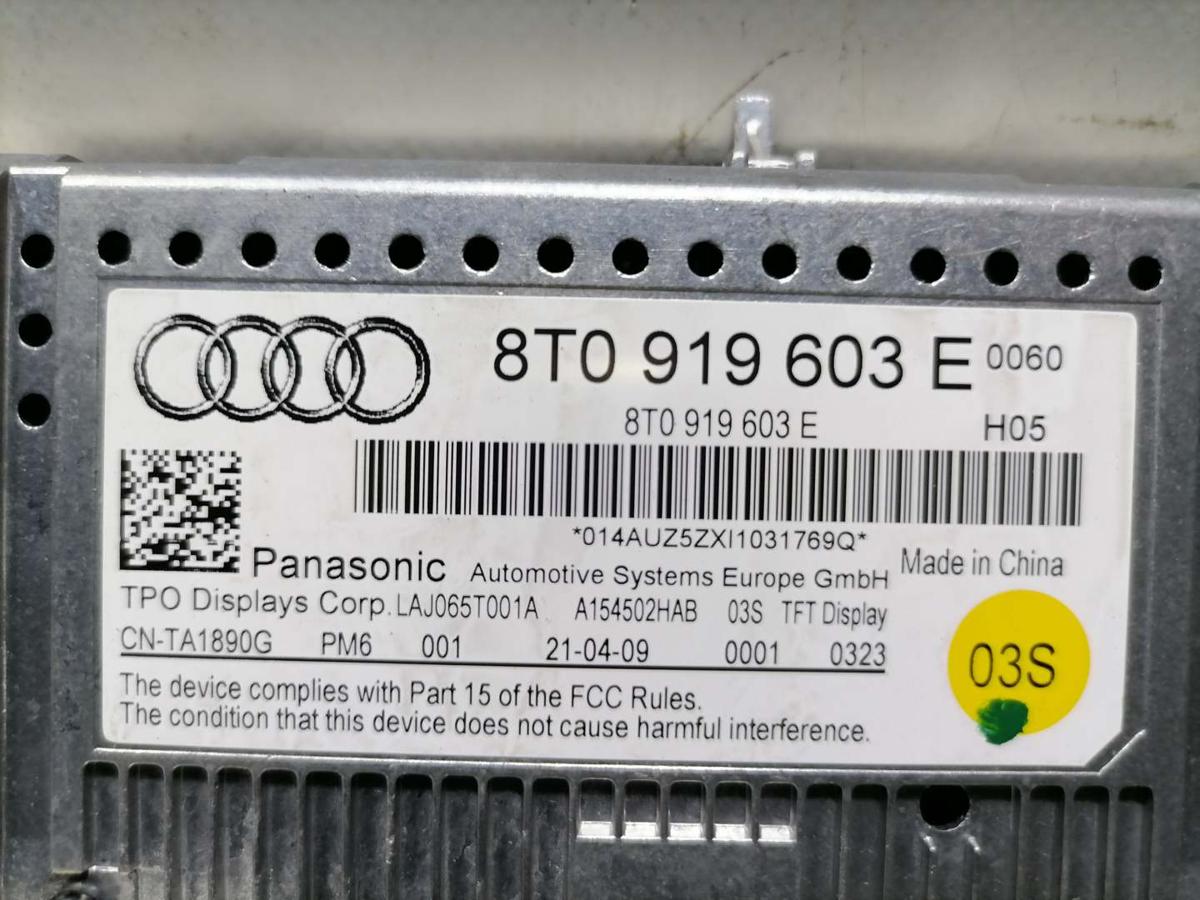 8T0 919 603 E 0060
8T0 919 603 E H05
*014AUZ5ZXI1031769Q*
Panasonic Automotive Systems Europe GmbH Made in China
TPO Displays Corp. LAJ065T001A A154502HAB 03S TFT Display
CN-TA1890G PM6 001 21-04-09 0001 0323
03S
The device complies with Part 15 of the FCC Rules.
The condition that this device does not cause harmful interference.